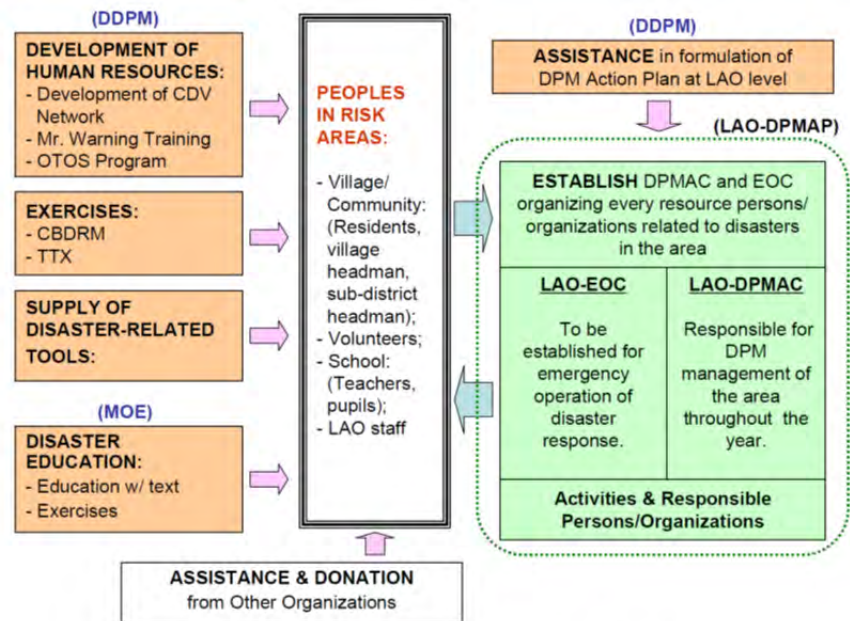 (DDPM)
DEVELOPMENT OF
HUMAN RESOURCES:
- Development of CDV
Network
- Mr. Warning Training
- OTOS Program
EXERCISES:
- CBDRM
- TTX
SUPPLY OF
DISASTER-RELATED
TOOLS:
(MOE)
DISASTER
EDUCATION:
- Education w/ text
- Exercises
PEOPLES
IN RISK
AREAS:
- Village/
Community:
(Residents,
village
headman,
sub-district
headman);
- Volunteers;
- School:
(Teachers,
pupils);
- LAO staff
ASSISTANCE & DONATION
from Other Organizations
(DDPM)
ASSISTANCE in formulation of
DPM Action Plan at LAO level
(LAO-DPMAP)
ESTABLISH DPMAC and EOC
organizing every resource persons/
organizations related to disasters
in the area
LAO-EOC
To be
established for
emergency
operation of
disaster
response.
LAO-DPMAC
Responsible for
DPM
management of
the area
throughout the
year.
Activities & Responsible
Persons/Organizations